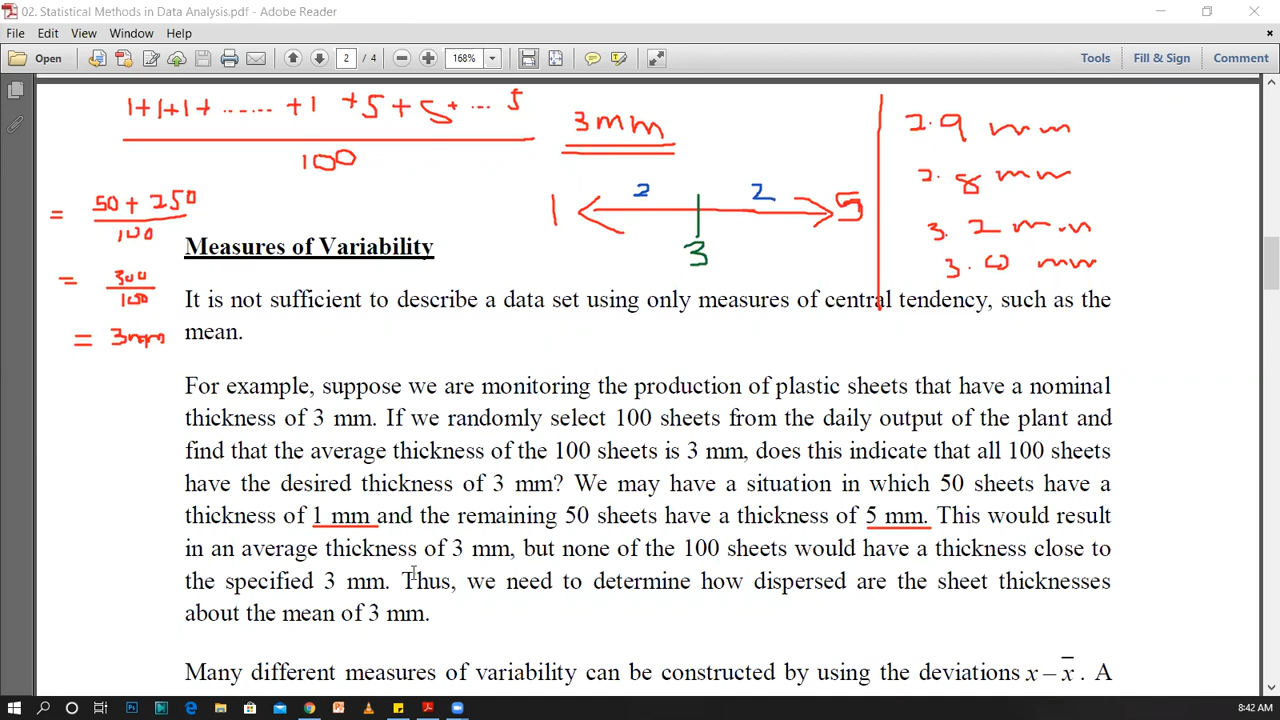 02. Statistical Methods in Data Analysis.pdf - Adobe Reader
File Edit View Window Help
Open 2 / 4 168% Tools Fill & Sign Comment
1+1+1+ ....... +1 +5+5+ ... 5
100
3mm
= 50 + 250
100
= 300
100
= 3mm
2 2
1 5
3
2.9 mm
2.8 mm
3.2 mm
3.0 mm
Measures of Variability
It is not sufficient to describe a data set using only measures of central tendency, such as the
mean.
For example, suppose we are monitoring the production of plastic sheets that have a nominal
thickness of 3 mm. If we randomly select 100 sheets from the daily output of the plant and
find that the average thickness of the 100 sheets is 3 mm, does this indicate that all 100 sheets
have the desired thickness of 3 mm? We may have a situation in which 50 sheets have a
thickness of 1 mm and the remaining 50 sheets have a thickness of 5 mm. This would result
in an average thickness of 3 mm, but none of the 100 sheets would have a thickness close to
the specified 3 mm. Thus, we need to determine how dispersed are the sheet thicknesses
about the mean of 3 mm.
Many different measures of variability can be constructed by using the deviations x – x̄ . A
8:42 AM